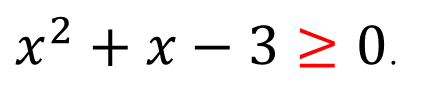 x² + x − 3 ≥ 0.